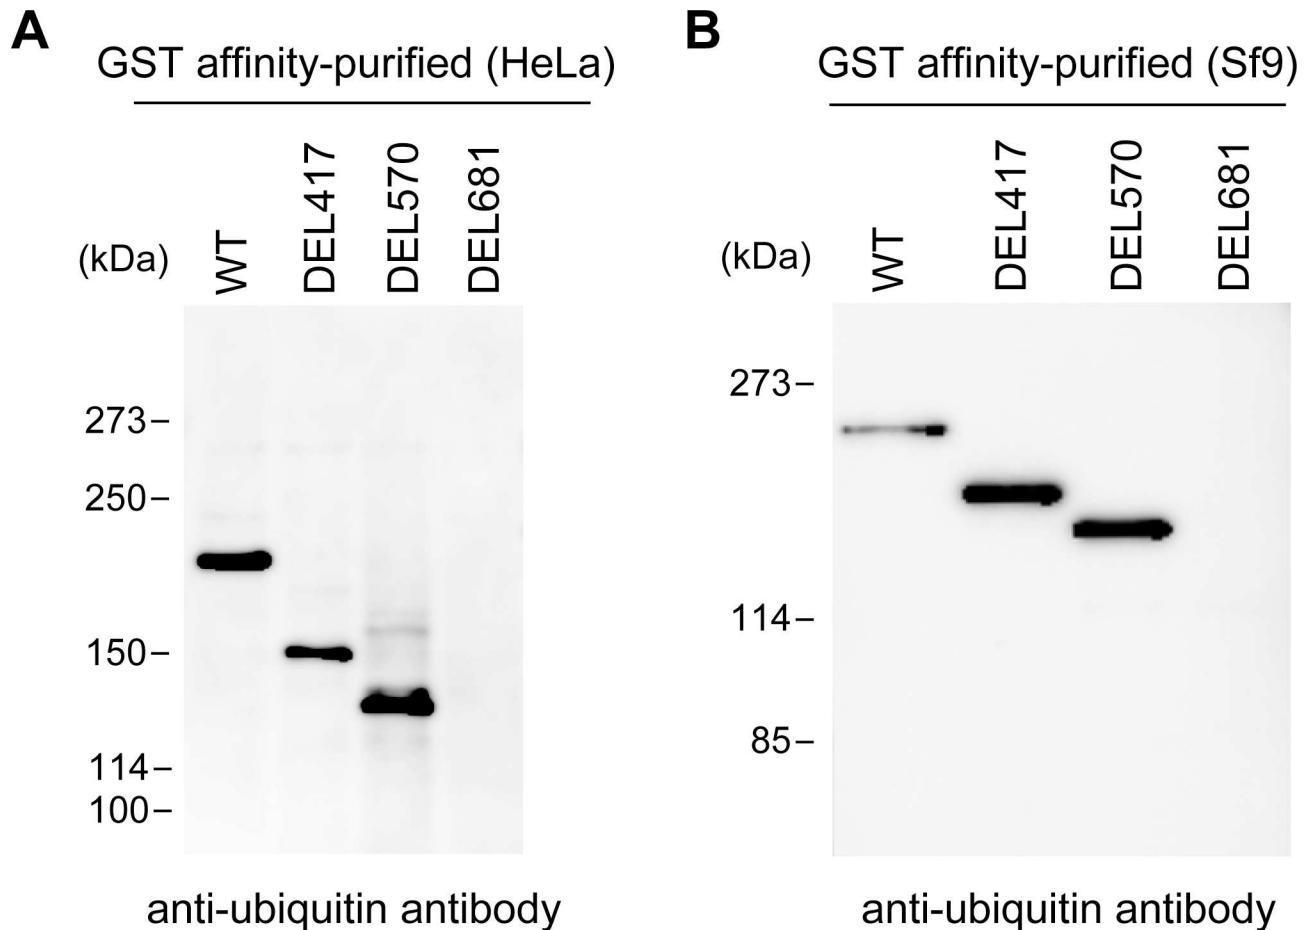 A
GST affinity-purified (HeLa)
(kDa)
WT
DEL417
DEL570
DEL681
273
250
150
114
100
anti-ubiquitin antibody
B
GST affinity-purified (Sf9)
(kDa)
WT
DEL417
DEL570
DEL681
273
114
85
anti-ubiquitin antibody